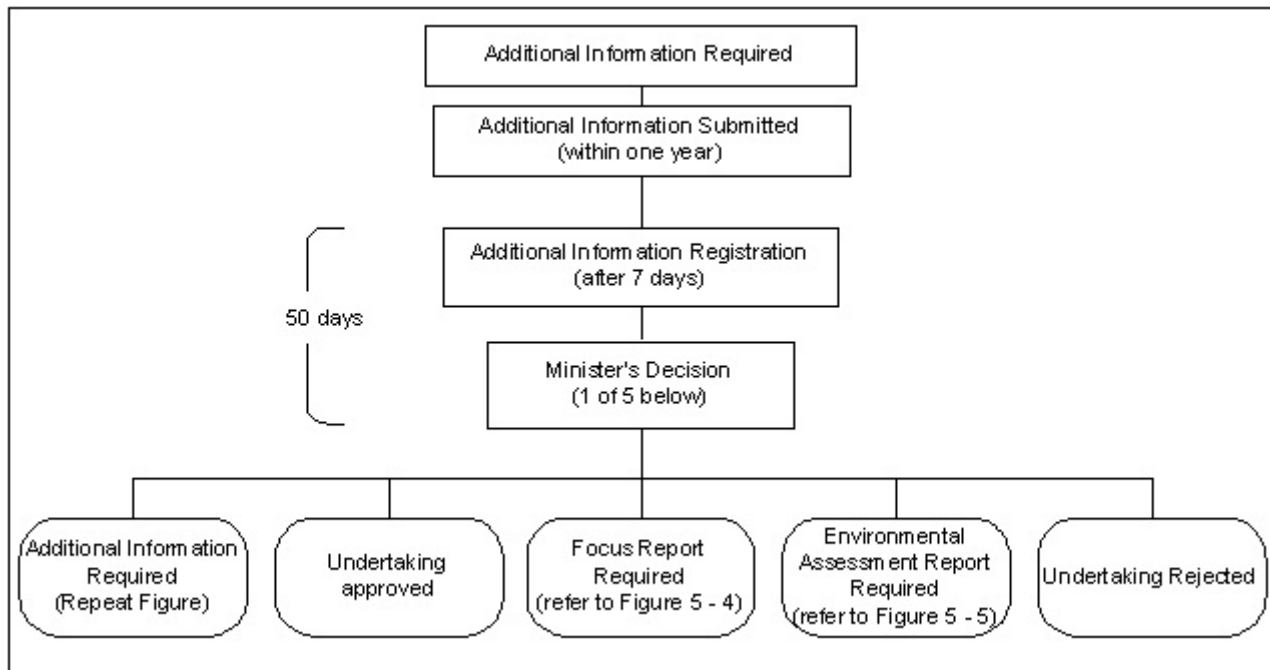 Additional Information Required
Additional Information Submitted
(within one year)
Additional Information Registration
(after 7 days)
50 days
Minister's Decision
(1 of 5 below)
Additional Information
Required
(Repeat Figure)
Undertaking
approved
Focus Report
Required
(refer to Figure 5 - 4)
Environmental
Assessment Report
Required
(refer to Figure 5 - 5)
Undertaking Rejected